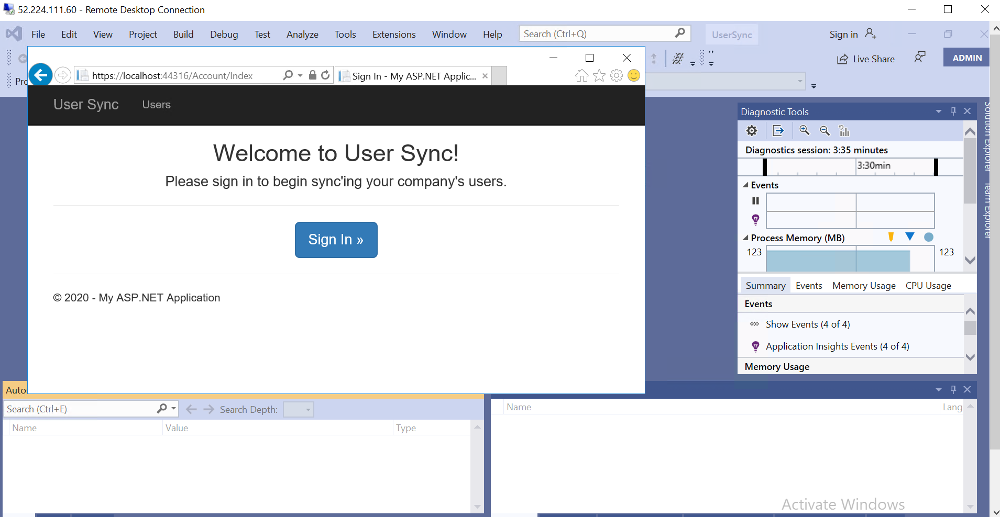 52.224.111.60 - Remote Desktop Connection
File Edit View Project Build Debug Test Analyze Tools Extensions Window Help Search (Ctrl+Q) UserSync Sign in
Live Share ADMIN
https://localhost:44316/Account/Index Sign In - My ASP.NET Applic...
Pro
User Sync Users
Welcome to User Sync!
Please sign in to begin sync'ing your company's users.
Sign In »
© 2020 - My ASP.NET Application
Diagnostic Tools
Diagnostics session: 3:35 minutes
3:30min
Events
Process Memory (MB)
123 123
Summary Events Memory Usage CPU Usage
Events
Show Events (4 of 4)
Application Insights Events (4 of 4)
Memory Usage
Solution Explorer
Team Explorer
Autos
Search (Ctrl+E) Search Depth:
Name Value Type
Name Lang
Activate Windows